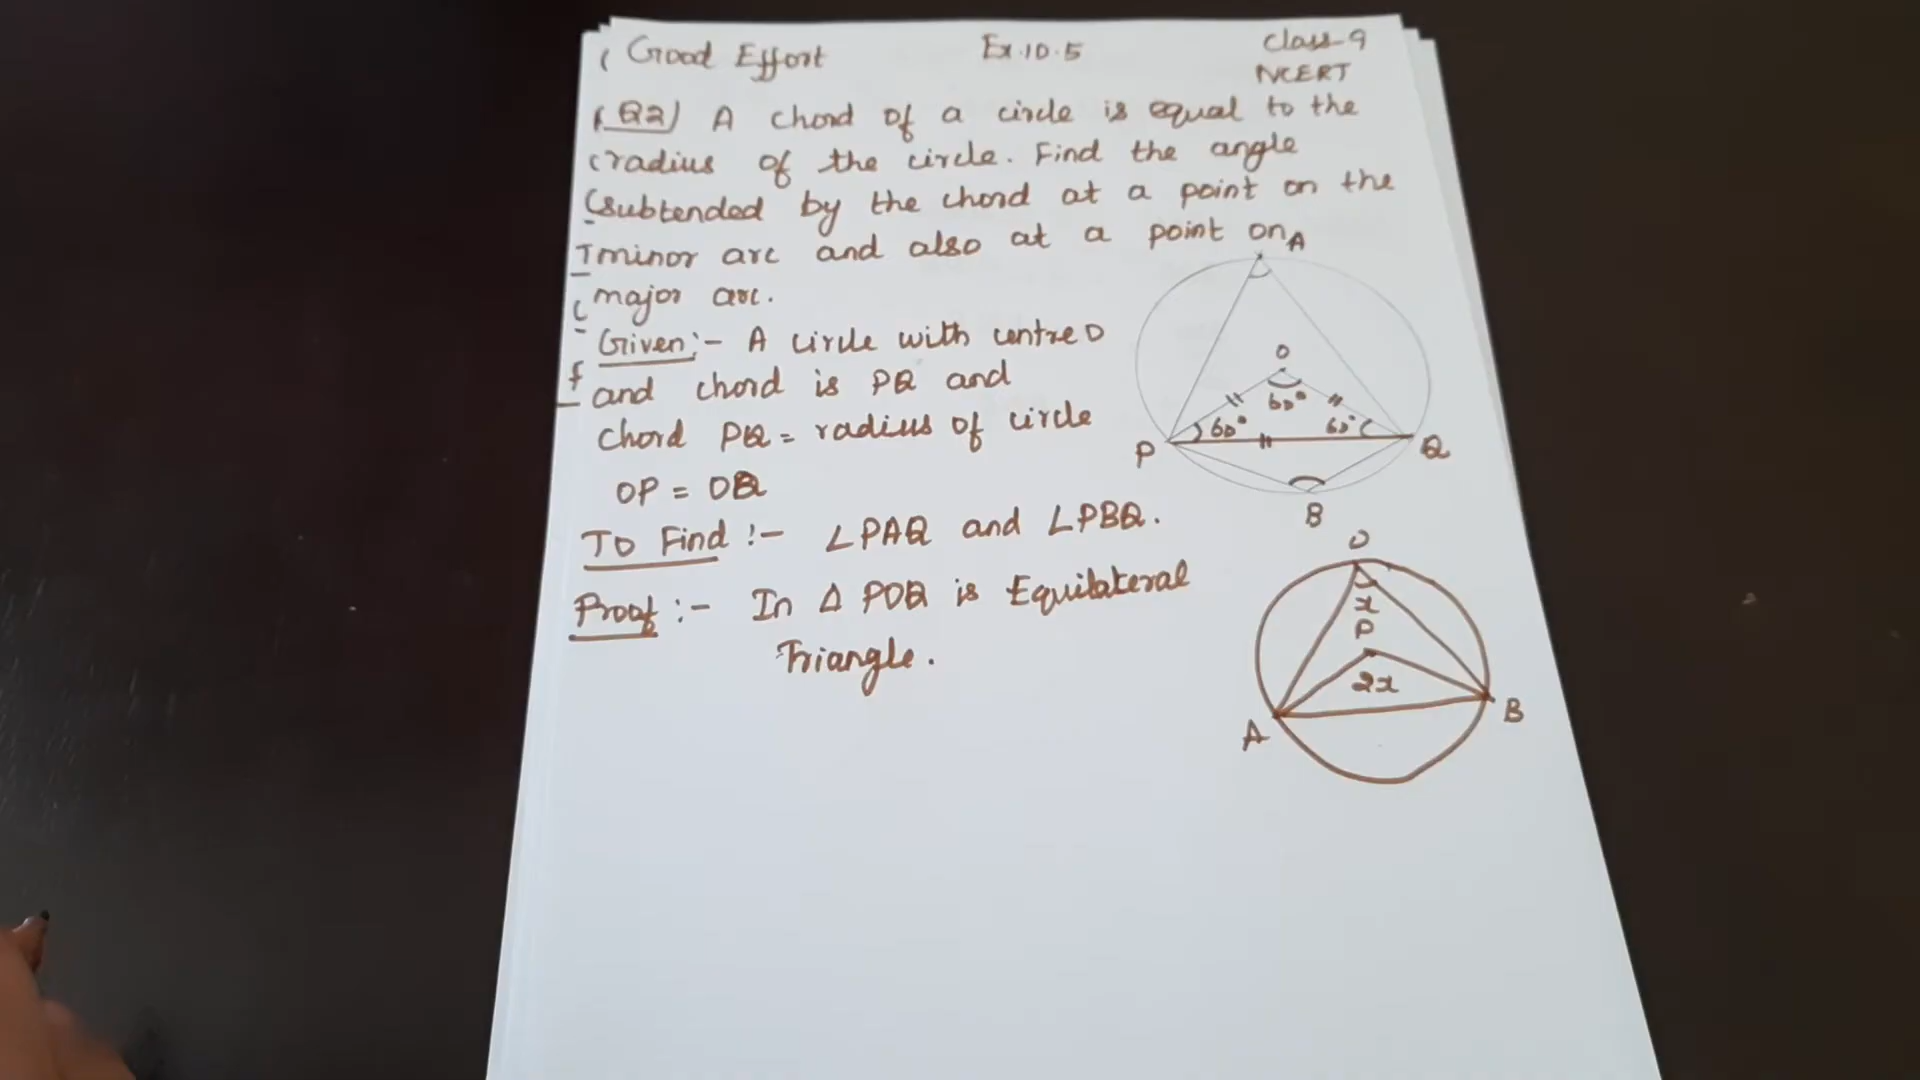 Good Effort
Ex.10.5
Class-9
NCERT
Q2) A chord of a circle is equal to the
radius of the circle. Find the angle
subtended by the chord at a point on the
minor arc and also at a point on
major arc.
Given:- A circle with centre O
and chord is PQ and
chord PQ = radius of circle
OP = OQ
To Find :- ∠PAQ and ∠PBQ.
Proof :- In Δ POQ is Equilateral
Triangle.
A
O
60°
60° 60°
P Q
B
O
x
P
2x
A B